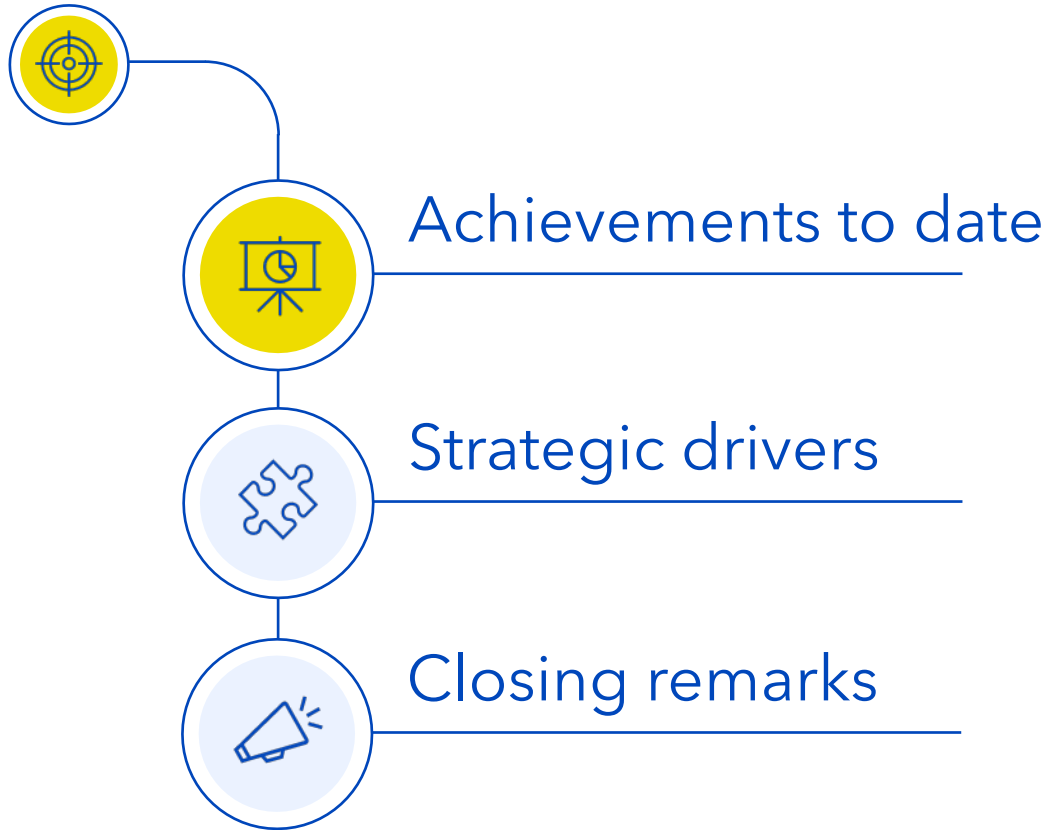 Achievements to date
Strategic drivers
Closing remarks